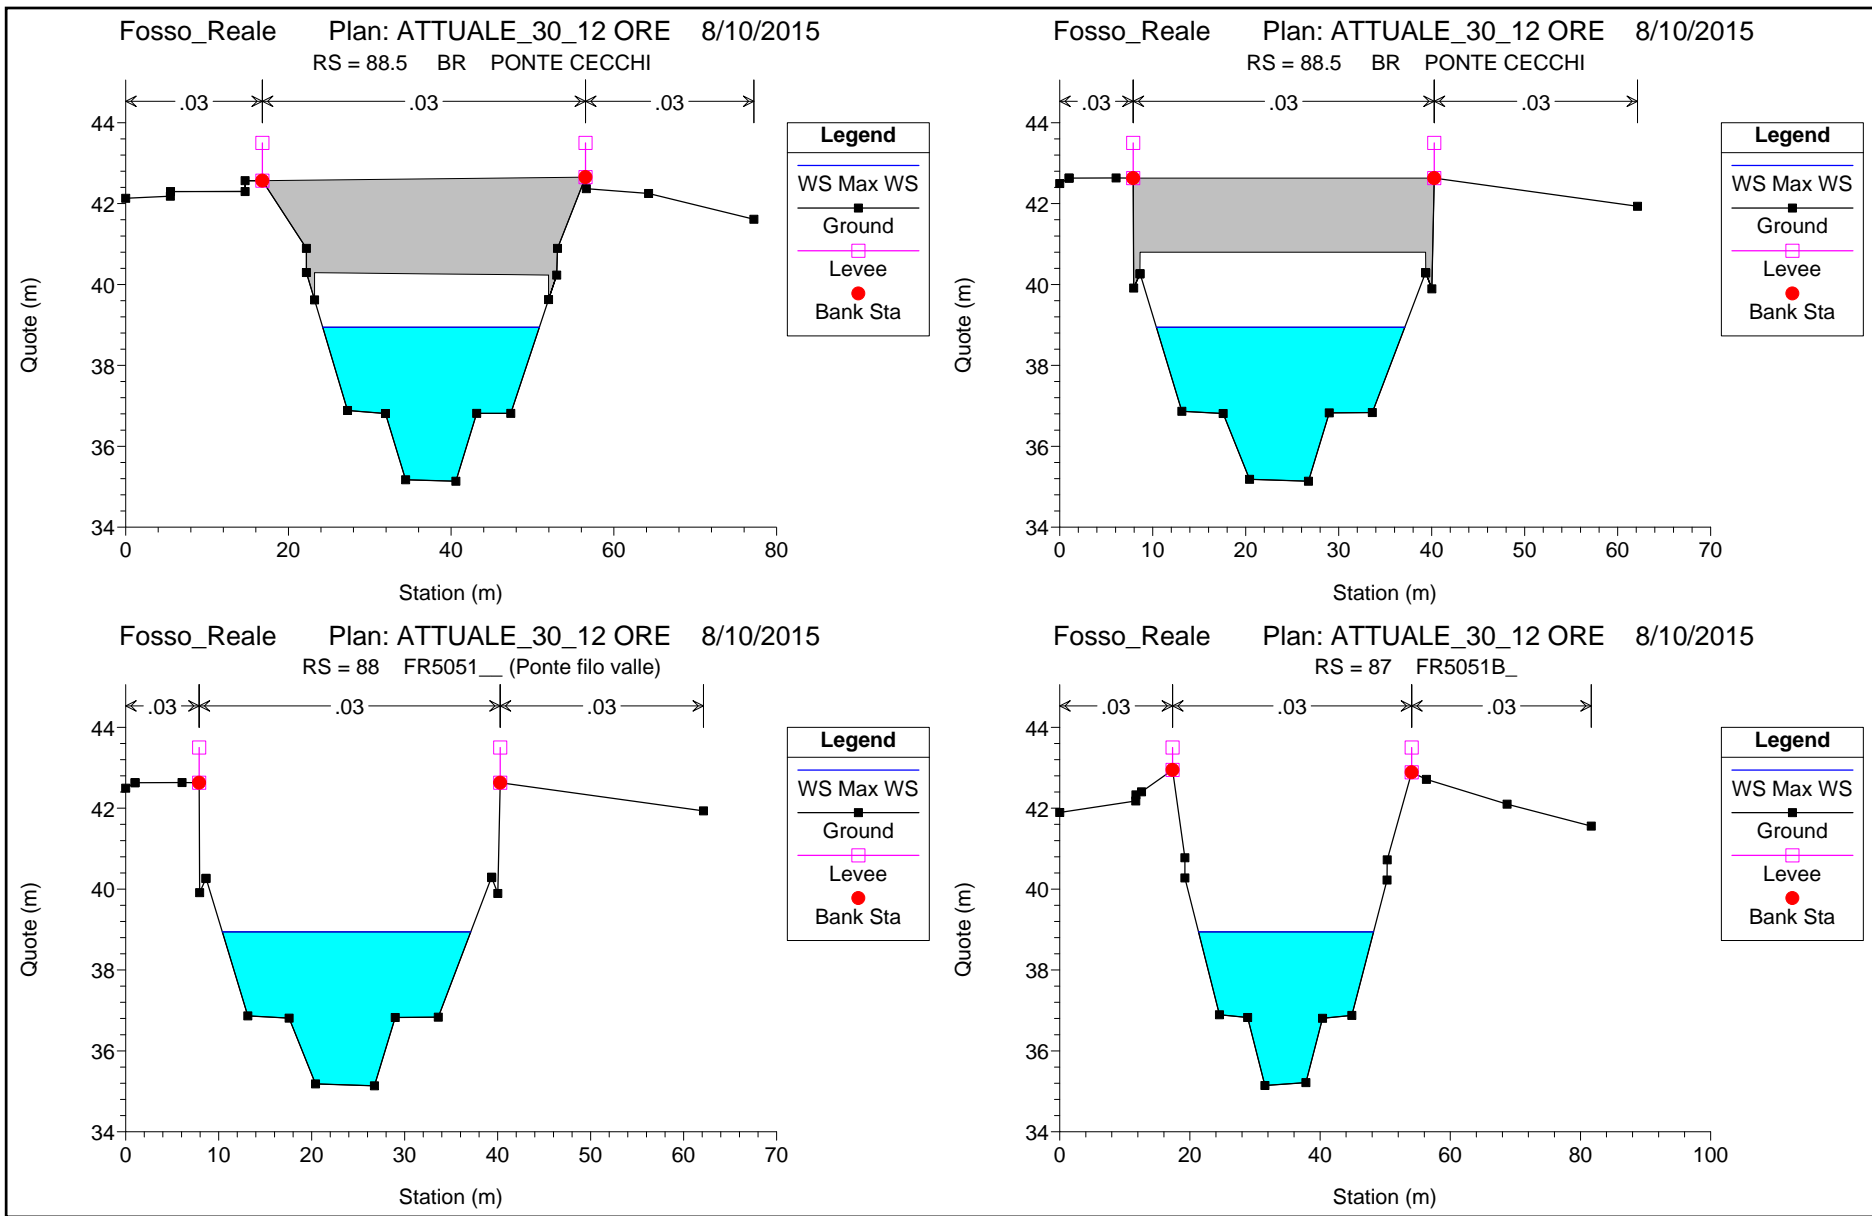 Fosso_Reale Plan: ATTUALE_30_12 ORE 8/10/2015
RS = 88.5 BR PONTE CECCHI
.03 .03 .03
44
42
40
38
36
34
Quote (m)
0 20 40 60 80
Station (m)
Legend
WS Max WS
Ground
Levee
Bank Sta
Fosso_Reale Plan: ATTUALE_30_12 ORE 8/10/2015
RS = 88.5 BR PONTE CECCHI
.03 .03 .03
44
42
40
38
36
34
Quote (m)
0 10 20 30 40 50 60 70
Station (m)
Legend
WS Max WS
Ground
Levee
Bank Sta
Fosso_Reale Plan: ATTUALE_30_12 ORE 8/10/2015
RS = 88 FR5051__ (Ponte filo valle)
.03 .03 .03
44
42
40
38
36
34
Quote (m)
0 10 20 30 40 50 60 70
Station (m)
Legend
WS Max WS
Ground
Levee
Bank Sta
Fosso_Reale Plan: ATTUALE_30_12 ORE 8/10/2015
RS = 87 FR5051B_
.03 .03 .03
44
42
40
38
36
34
Quote (m)
0 20 40 60 80 100
Station (m)
Legend
WS Max WS
Ground
Levee
Bank Sta